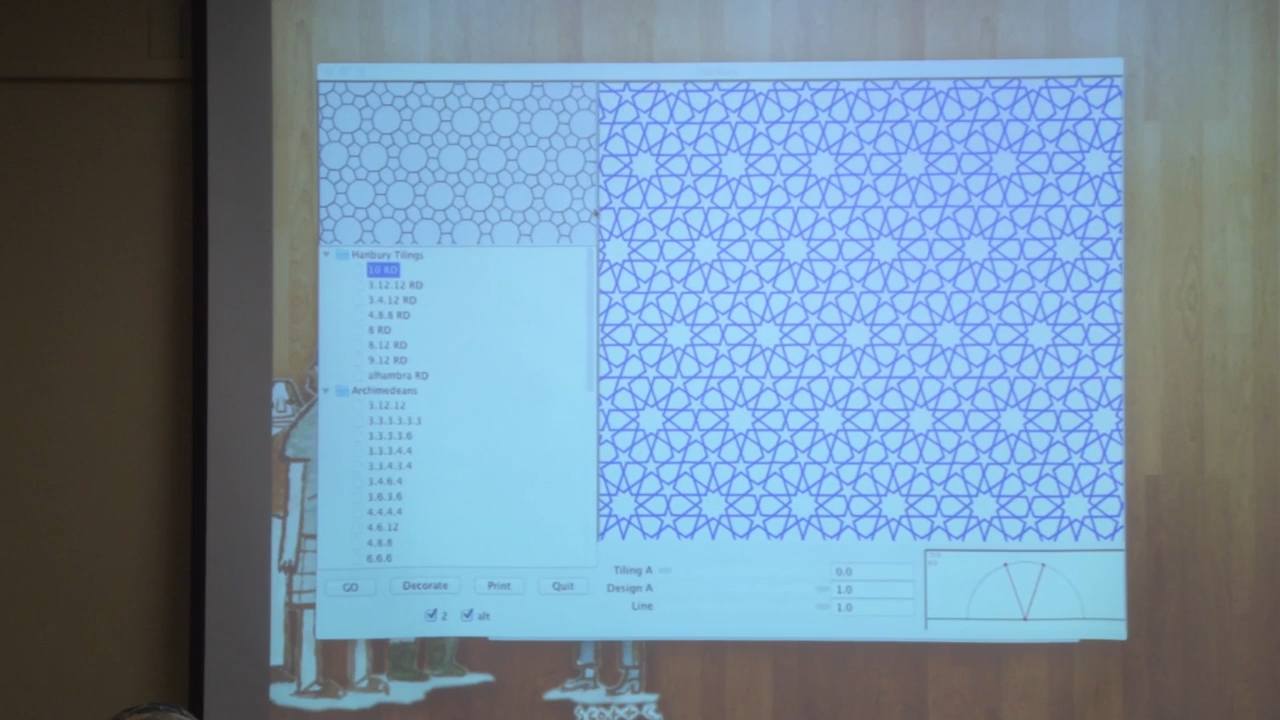 Hanbury Tilings
10 RD
3.12.12 RD
3.4.12 RD
4.8.8 RD
6 RD
8.12 RD
9.12 RD
alhambra RD
Archimedeans
3.12.12
3.3.3.3.3.3
3.3.3.3.6
3.3.3.4.4
3.3.4.3.4
3.4.6.4
3.6.3.6
4.4.4.4
4.6.12
4.8.8
6.6.6
GO
Decorate
Print
Quit
2
alt
Tiling A
0.0
Design A
1.0
Line
1.0